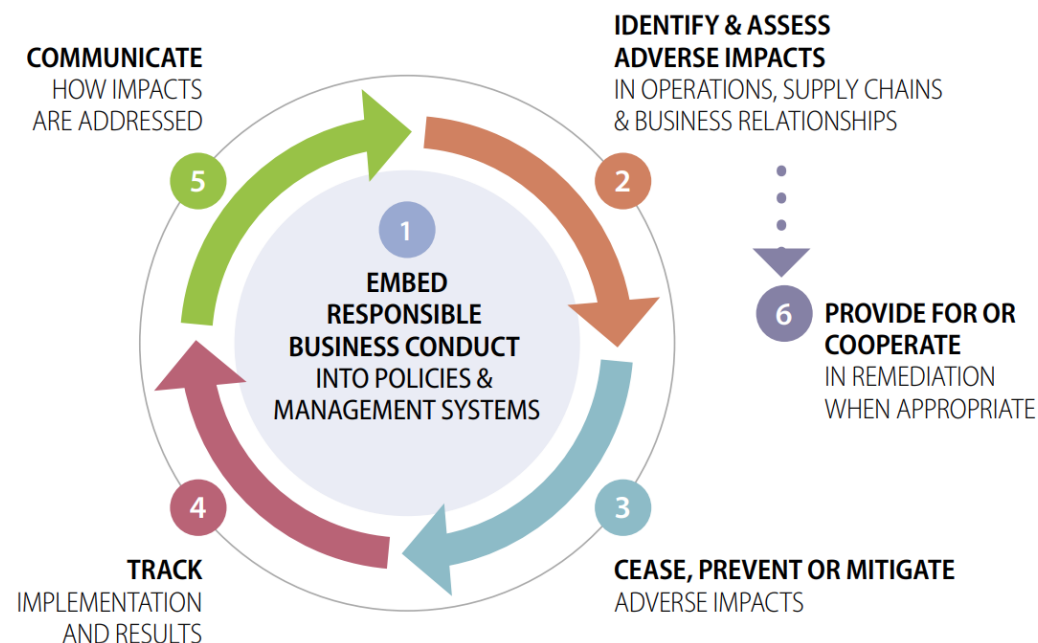 COMMUNICATE
HOW IMPACTS
ARE ADDRESSED
5
IDENTIFY & ASSESS
ADVERSE IMPACTS
IN OPERATIONS, SUPPLY CHAINS
& BUSINESS RELATIONSHIPS
2
1
EMBED
RESPONSIBLE
BUSINESS CONDUCT
INTO POLICIES &
MANAGEMENT SYSTEMS
6
PROVIDE FOR OR
COOPERATE
IN REMEDIATION
WHEN APPROPRIATE
4
TRACK
IMPLEMENTATION
AND RESULTS
3
CEASE, PREVENT OR MITIGATE
ADVERSE IMPACTS